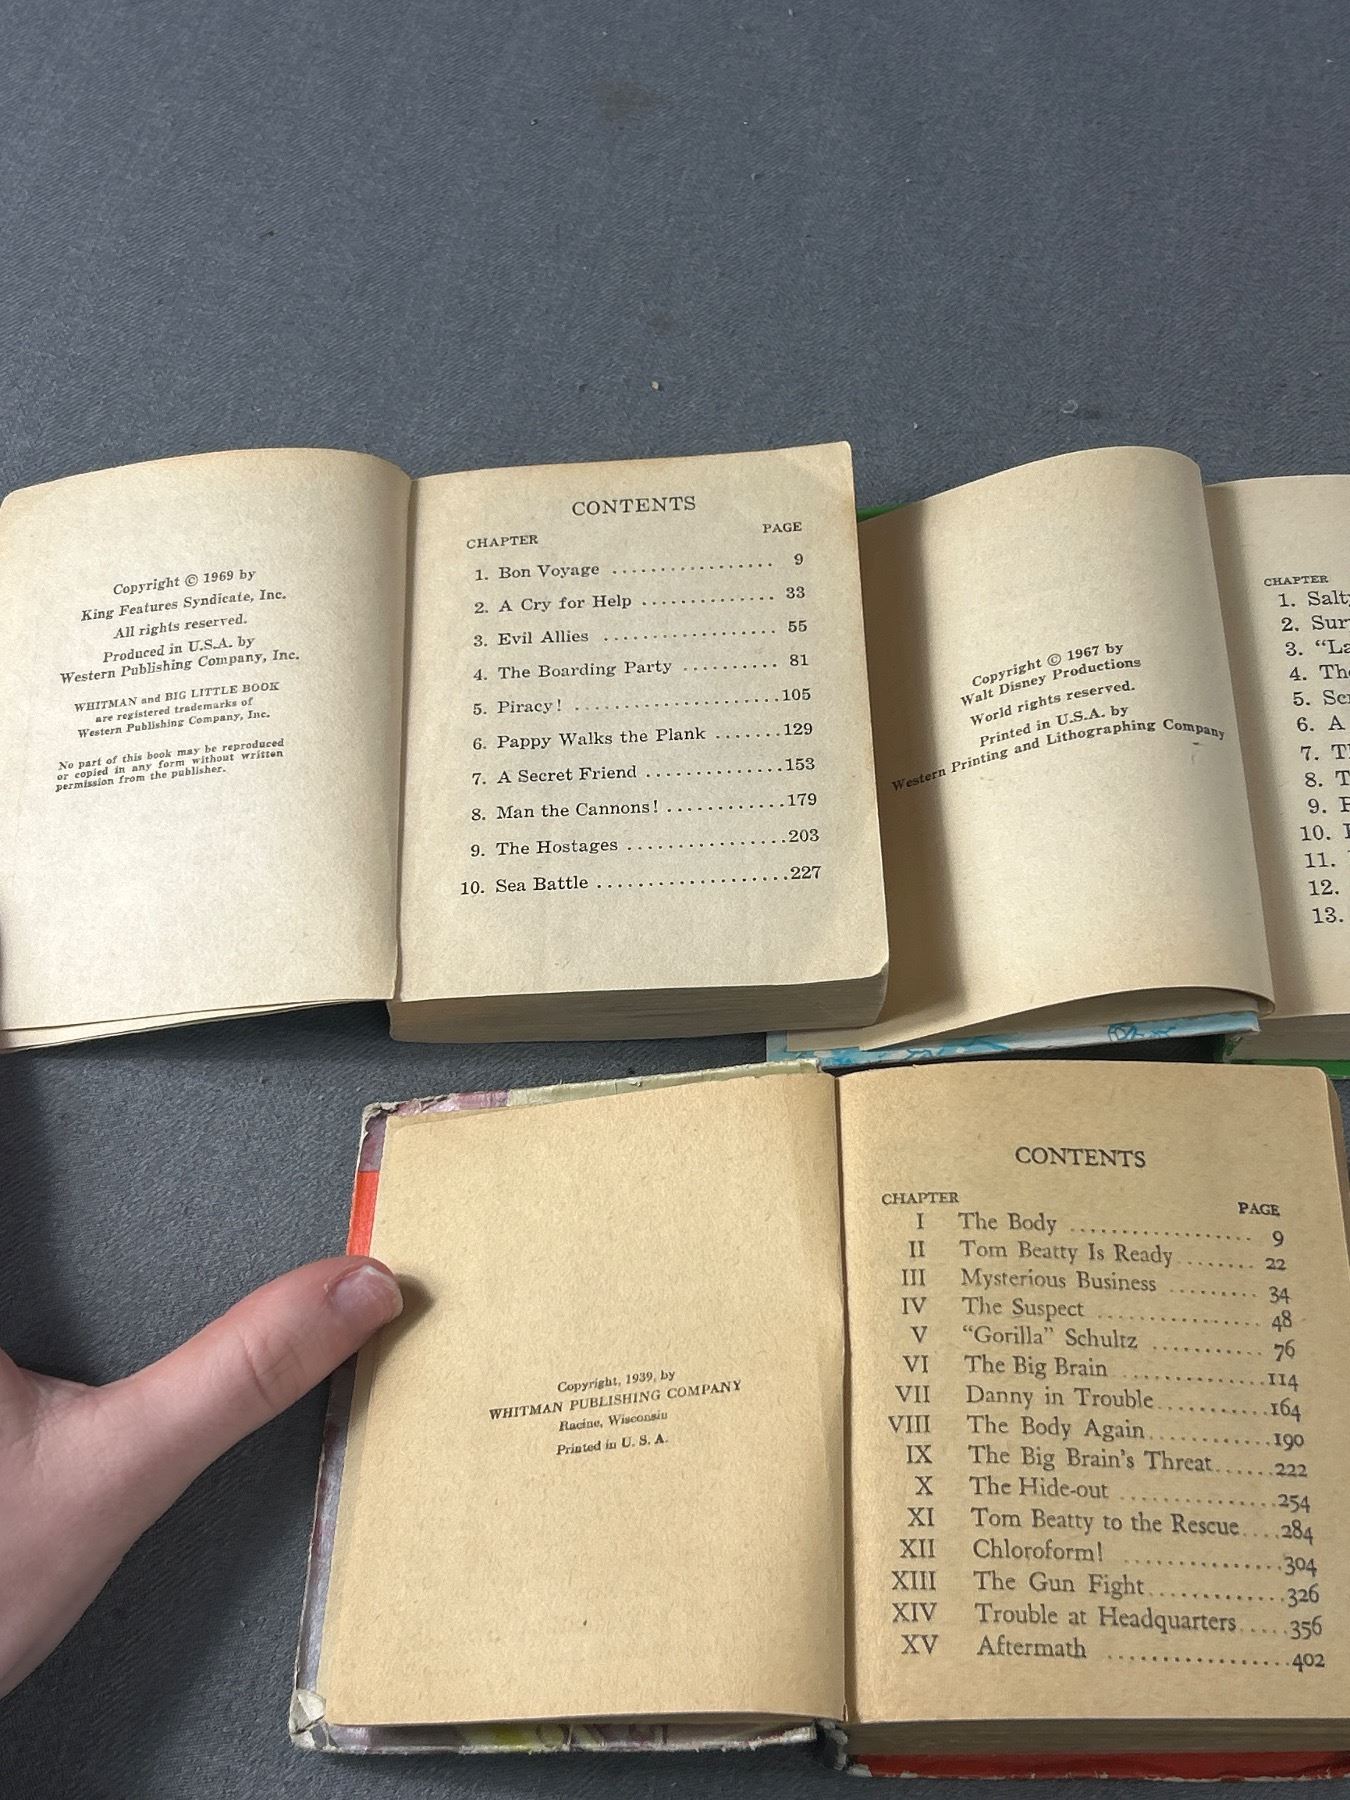 Copyright © 1969 by
King Features Syndicate, Inc.
All rights reserved.
Produced in U.S.A. by
Western Publishing Company, Inc.
WHITMAN and BIG LITTLE BOOK
are registered trademarks of
Western Publishing Company, Inc.
No part of this book may be reproduced
or copied in any form without written
permission from the publisher.
CONTENTS
CHAPTER PAGE
1. Bon Voyage ................. 9
2. A Cry for Help .............. 33
3. Evil Allies .................. 55
4. The Boarding Party .......... 81
5. Piracy! .....................105
6. Pappy Walks the Plank .......129
7. A Secret Friend ..............153
8. Man the Cannons! ............179
9. The Hostages ................203
10. Sea Battle ...................227
Copyright © 1967 by
Walt Disney Productions
World rights reserved.
Printed in U.S.A. by
Western Printing and Lithographing Company
CHAPTER
1.
2.
3.
4.
5.
6. A
7.
8.
9.
10.
11.
12.
13.
Copyright, 1939, by
WHITMAN PUBLISHING COMPANY
Racine, Wisconsin
Printed in U. S. A.
CONTENTS
CHAPTER PAGE
I The Body .................. 9
II Tom Beatty Is Ready ........ 22
III Mysterious Business ......... 34
IV The Suspect ................ 48
V "Gorilla" Schultz ............ 76
VI The Big Brain ..............114
VII Danny in Trouble...........164
VIII The Body Again............190
IX The Big Brain's Threat......222
X The Hide-out ...............254
XI Tom Beatty to the Rescue....284
XII Chloroform! ................304
XIII The Gun Fight.............326
XIV Trouble at Headquarters.....356
XV Aftermath .................402